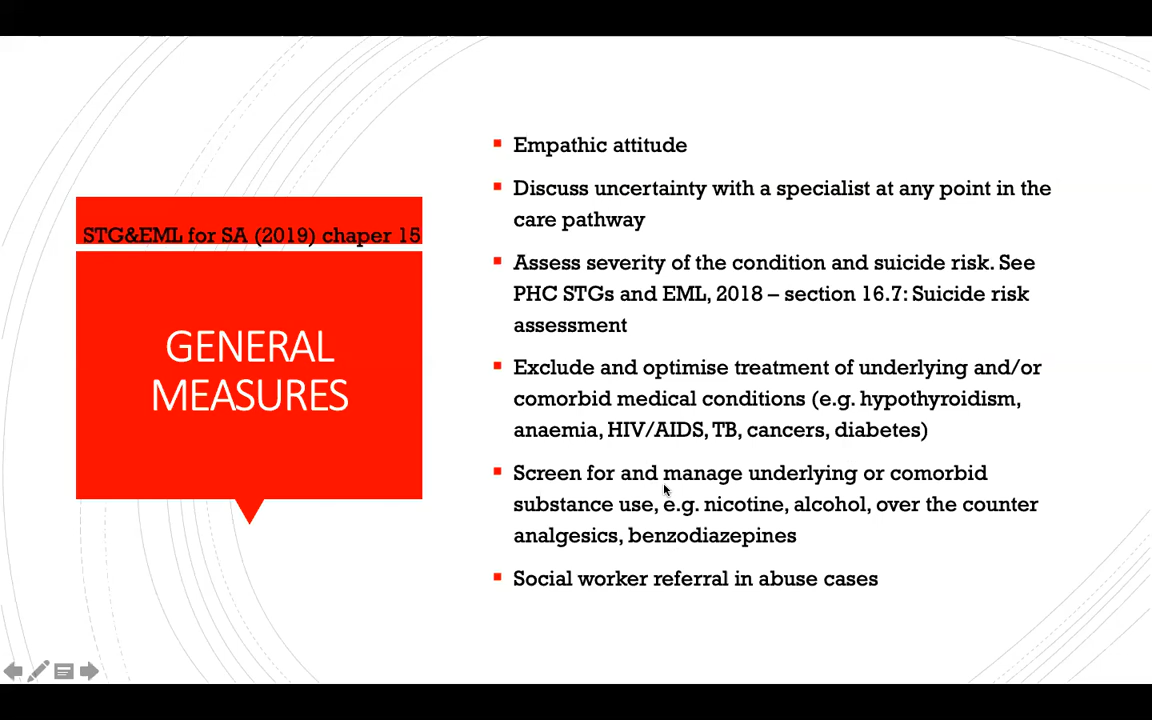 STG&EML for SA (2019) chaper 15
GENERAL
MEASURES
Empathic attitude
Discuss uncertainty with a specialist at any point in the
care pathway
Assess severity of the condition and suicide risk. See
PHC STGs and EML, 2018 – section 16.7: Suicide risk
assessment
Exclude and optimise treatment of underlying and/or
comorbid medical conditions (e.g. hypothyroidism,
anaemia, HIV/AIDS, TB, cancers, diabetes)
Screen for and manage underlying or comorbid
substance use, e.g. nicotine, alcohol, over the counter
analgesics, benzodiazepines
Social worker referral in abuse cases